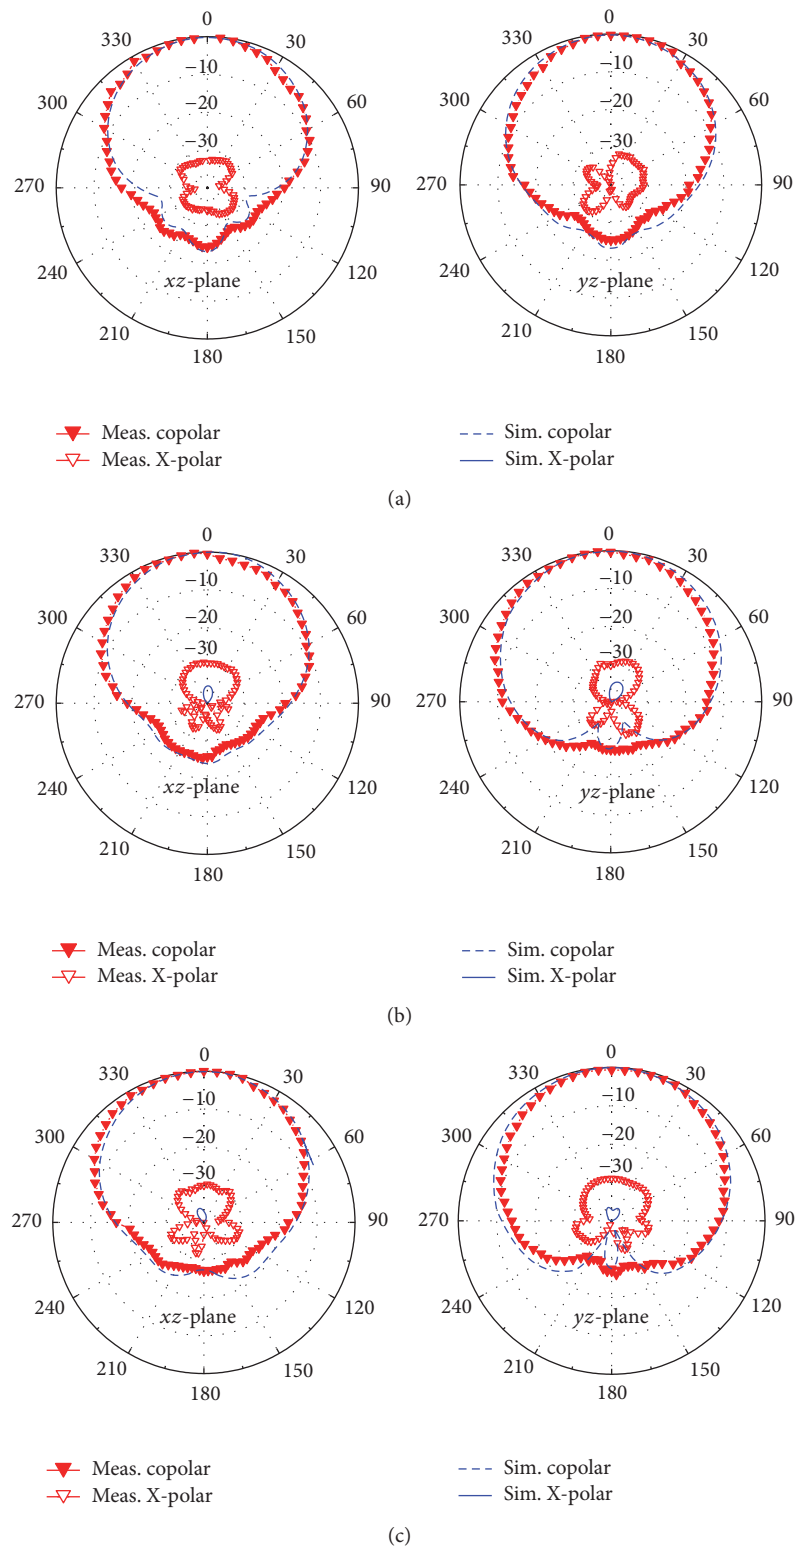 0
330 30
−10
300 60
−20
−30
270 90
240 120
xz-plane
210 150
180
0
330 30
−10
300 60
−20
−30
270 90
240 120
yz-plane
210 150
180
Meas. copolar
Meas. X-polar
Sim. copolar
Sim. X-polar
(a)
0
330 30
−10
300 60
−20
−30
270 90
240 120
xz-plane
210 150
180
0
330 30
−10
300 60
−20
−30
270 90
240 120
yz-plane
210 150
180
Meas. copolar
Meas. X-polar
Sim. copolar
Sim. X-polar
(b)
0
330 30
−10
300 60
−20
−30
270 90
240 120
xz-plane
210 150
180
0
330 30
−10
300 60
−20
−30
270 90
240 120
yz-plane
210 150
180
Meas. copolar
Meas. X-polar
Sim. copolar
Sim. X-polar
(c)